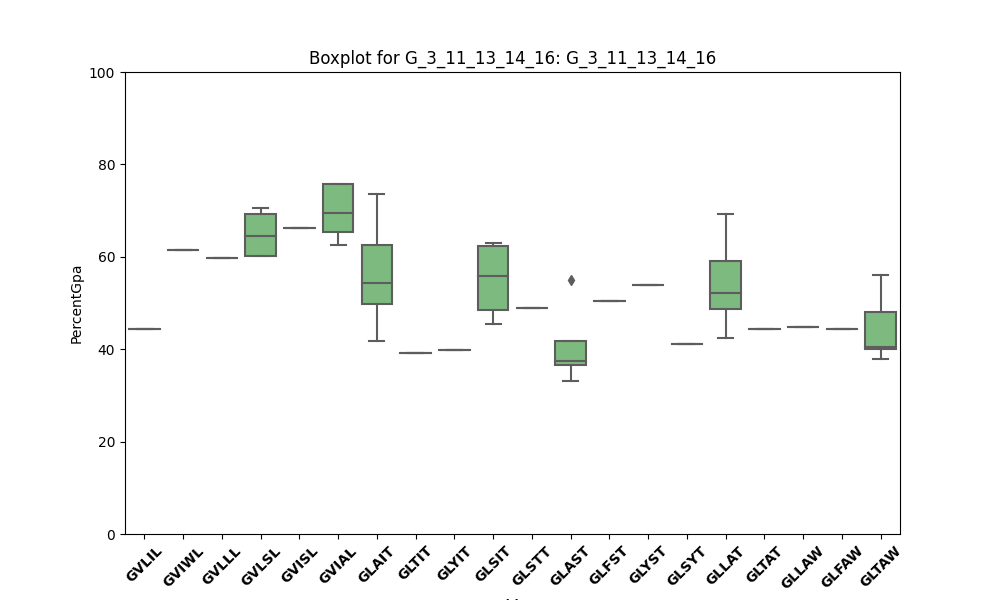 Boxplot for G_3_11_13_14_16: G_3_11_13_14_16
PercentGpa
100
80
60
40
20
0
GVLIL GVIWL GVLLL GVLSL GVISL GVIAL GLAIT GLTIT GLYIT GLSIT GLSTT GLAST GLFST GLYST GLSYT GLLAT GLTAT GLLAW GLFAW GLTAW